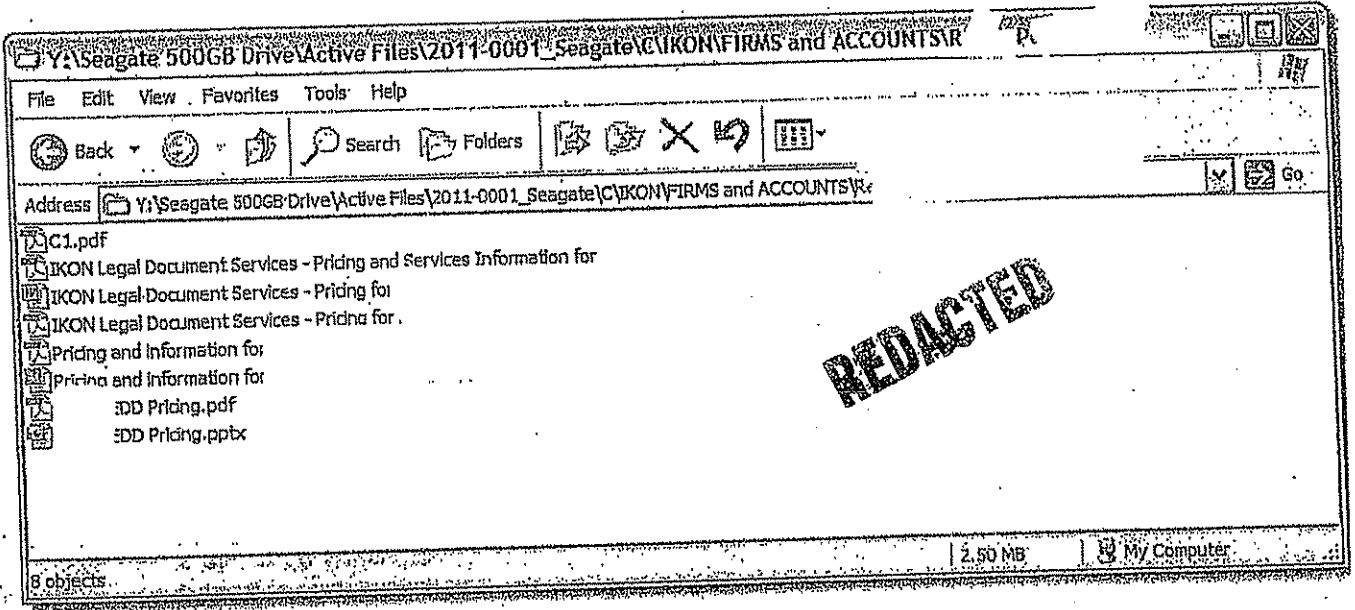 Y:\Seagate 500GB Drive\Active Files\2011-0001_Seagate\C\IKON\FIRMS and ACCOUNTS\R
File Edit View Favorites Tools Help
Back Search Folders
Address Y:\Seagate 500GB Drive\Active Files\2011-0001_Seagate\C\IKON\FIRMS and ACCOUNTS\R Go
C1.pdf
IKON Legal Document Services - Pricing and Services Information for
IKON Legal Document Services - Pricing for
IKON Legal Document Services - Pricing for
Pricing and Information for
Pricing and Information for
EDD Pricing.pdf
EDD Pricing.pptx
REDACTED
8 objects 2.50 MB My Computer